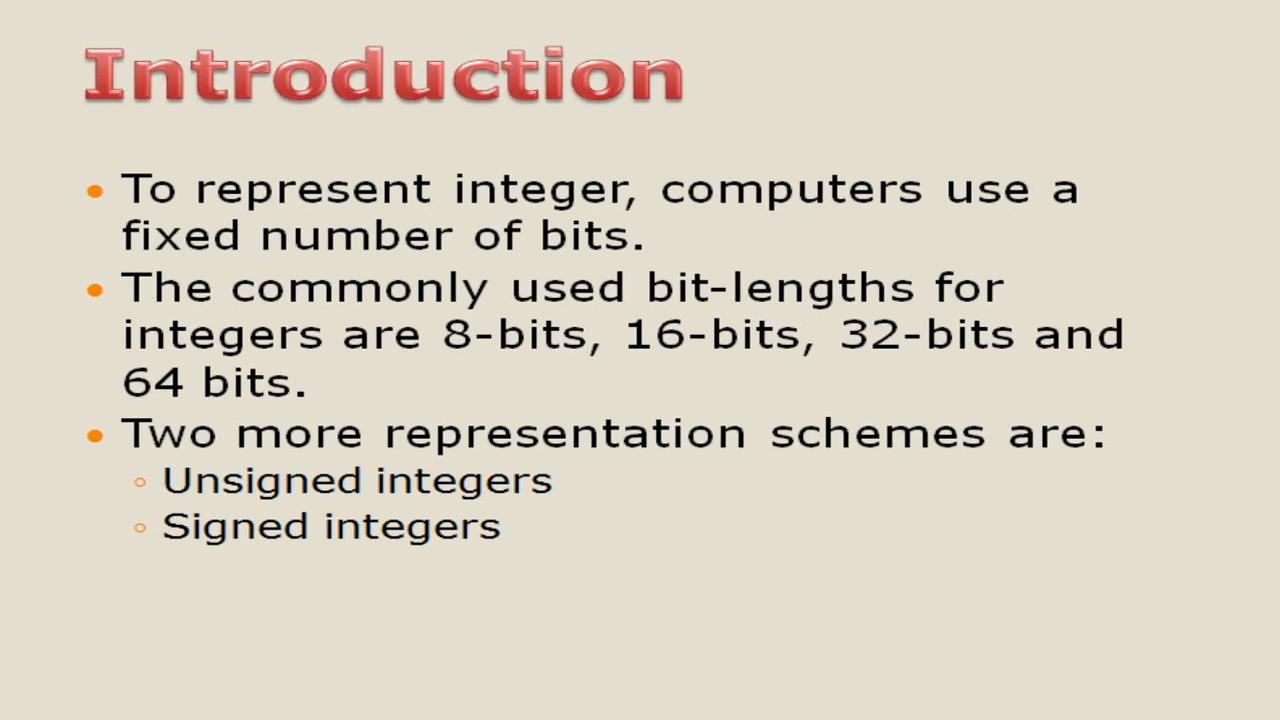 Introduction
• To represent integer, computers use a
fixed number of bits.
• The commonly used bit-lengths for
integers are 8-bits, 16-bits, 32-bits and
64 bits.
• Two more representation schemes are:
◦ Unsigned integers
◦ Signed integers